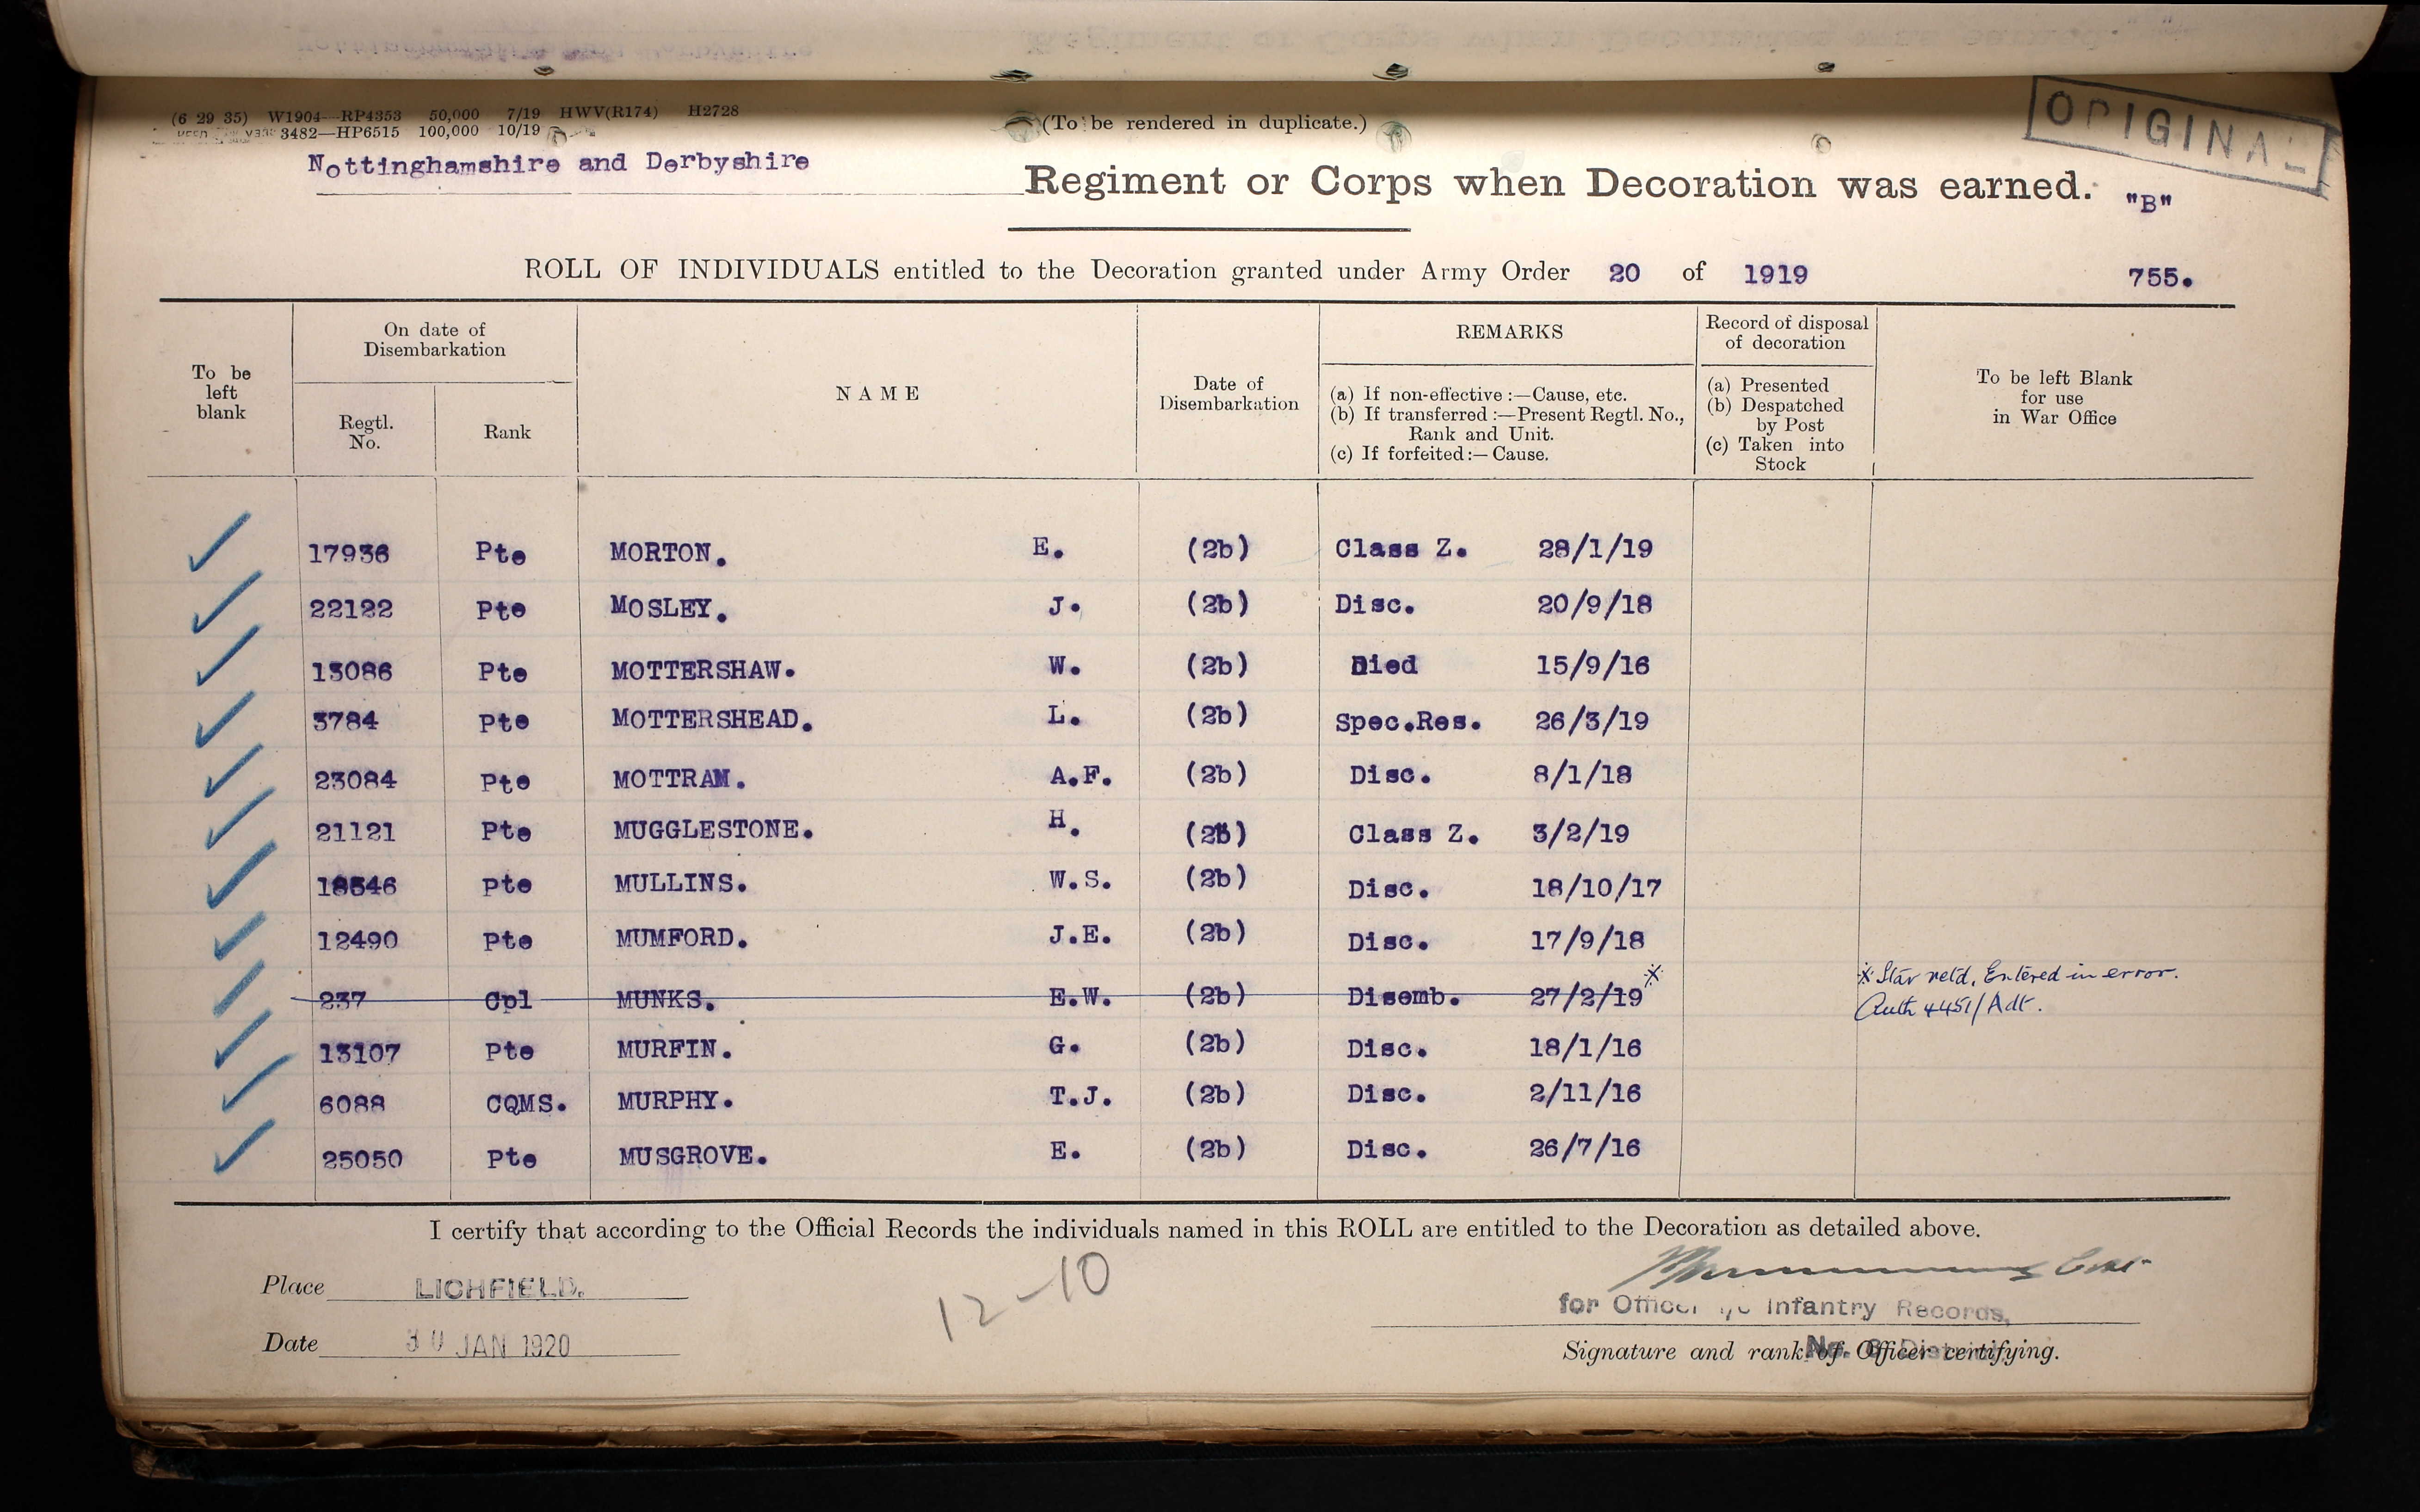 (6 29 35) W1904—RP4353 50,000 7/19 HWV(R174) H2728
3482—HP6515 100,000 10/19
(To be rendered in duplicate.)
ORIGINAL
Nottinghamshire and Derbyshire Regiment or Corps when Decoration was earned. "B"
ROLL OF INDIVIDUALS entitled to the Decoration granted under Army Order 20 of 1919 755.
To be left blank
On date of Disembarkation
Regtl. No.
Rank
NAME
Date of Disembarkation
REMARKS
(a) If non-effective :—Cause, etc.
(b) If transferred :—Present Regtl. No., Rank and Unit.
(c) If forfeited :—Cause.
Record of disposal of decoration
(a) Presented
(b) Despatched by Post
(c) Taken into Stock
To be left Blank for use in War Office
17936 Pte MORTON. E. (2b) Class Z. 28/1/19
22122 Pte MOSLEY. J. (2b) Disc. 20/9/18
13086 Pte MOTTERSHAW. W. (2b) Died 15/9/16
3784 Pte MOTTERSHEAD. L. (2b) Spec.Res. 26/3/19
23084 Pte MOTTRAM. A.F. (2b) Disc. 8/1/18
21121 Pte MUGGLESTONE. H. (2b) Class Z. 3/2/19
18546 Pte MULLINS. W.S. (2b) Disc. 18/10/17
12490 Pte MUMFORD. J.E. (2b) Disc. 17/9/18
237 Cpl MUNKS. E.W. (2b) Disemb. 27/2/19 ※ ※ Star retd. Entered in error.
Auth 4451/Adt.
13107 Pte MURFIN. G. (2b) Disc. 18/1/16
6088 CQMS. MURPHY. T.J. (2b) Disc. 2/11/16
25050 Pte MUSGROVE. E. (2b) Disc. 26/7/16
I certify that according to the Official Records the individuals named in this ROLL are entitled to the Decoration as detailed above.
Place LICHFIELD.
12-10
for Officer i/c Infantry Records,
Date 30 JAN 1920
Signature and rank of Officer certifying.
No. 6 District